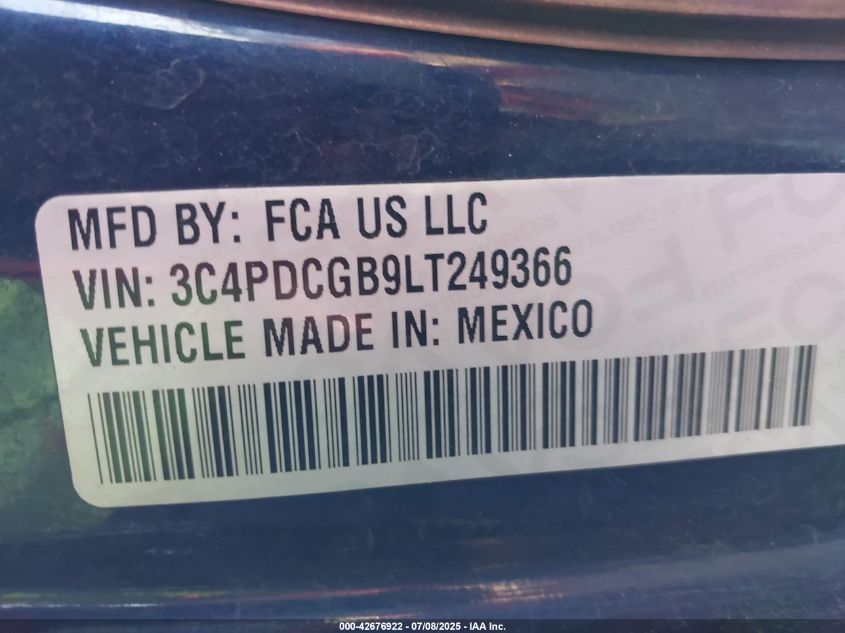 MFD BY: FCA US LLC
VIN: 3C4PDCGB9LT249366
VEHICLE MADE IN: MEXICO
000-42676922 - 07/08/2025 - IAA Inc.